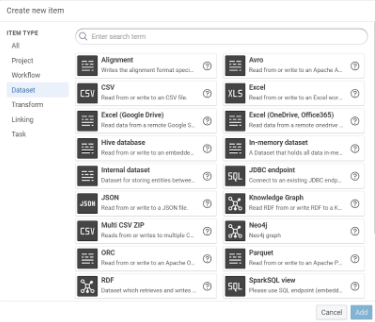 Create new item
ITEM TYPE
All
Project
Workflow
Dataset
Transform
Linking
Task
Enter search term
Alignment
Writes the alignment format speci...
Avro
Read from or write to an Apache A...
CSV
CSV
Read from or write to an CSV file.
XLS
Excel
Read from or write to an Excel wor...
Excel (Google Drive)
Read data from a remote Google S...
Excel (OneDrive, Office365)
Read data from a remote onedrive ...
Hive database
Read from or write to an embedde...
In-memory dataset
A Dataset that holds all data in-me...
Internal dataset
Dataset for storing entities betwee...
SQL
JDBC endpoint
Connect to an existing JDBC endp...
JSON
JSON
Read from or write to a JSON file.
Knowledge Graph
Read RDF from or write RDF to a K...
CSV
Multi CSV ZIP
Reads from or writes to multiple C...
Neo4j
Neo4j graph
ORC
Read from or write to an Apache O...
Parquet
Read from or write to an Apache P...
RDF
Dataset which retrieves and writes ...
SQL
SparkSQL view
Please use SQL endpoint (embedd...
Cancel
Add